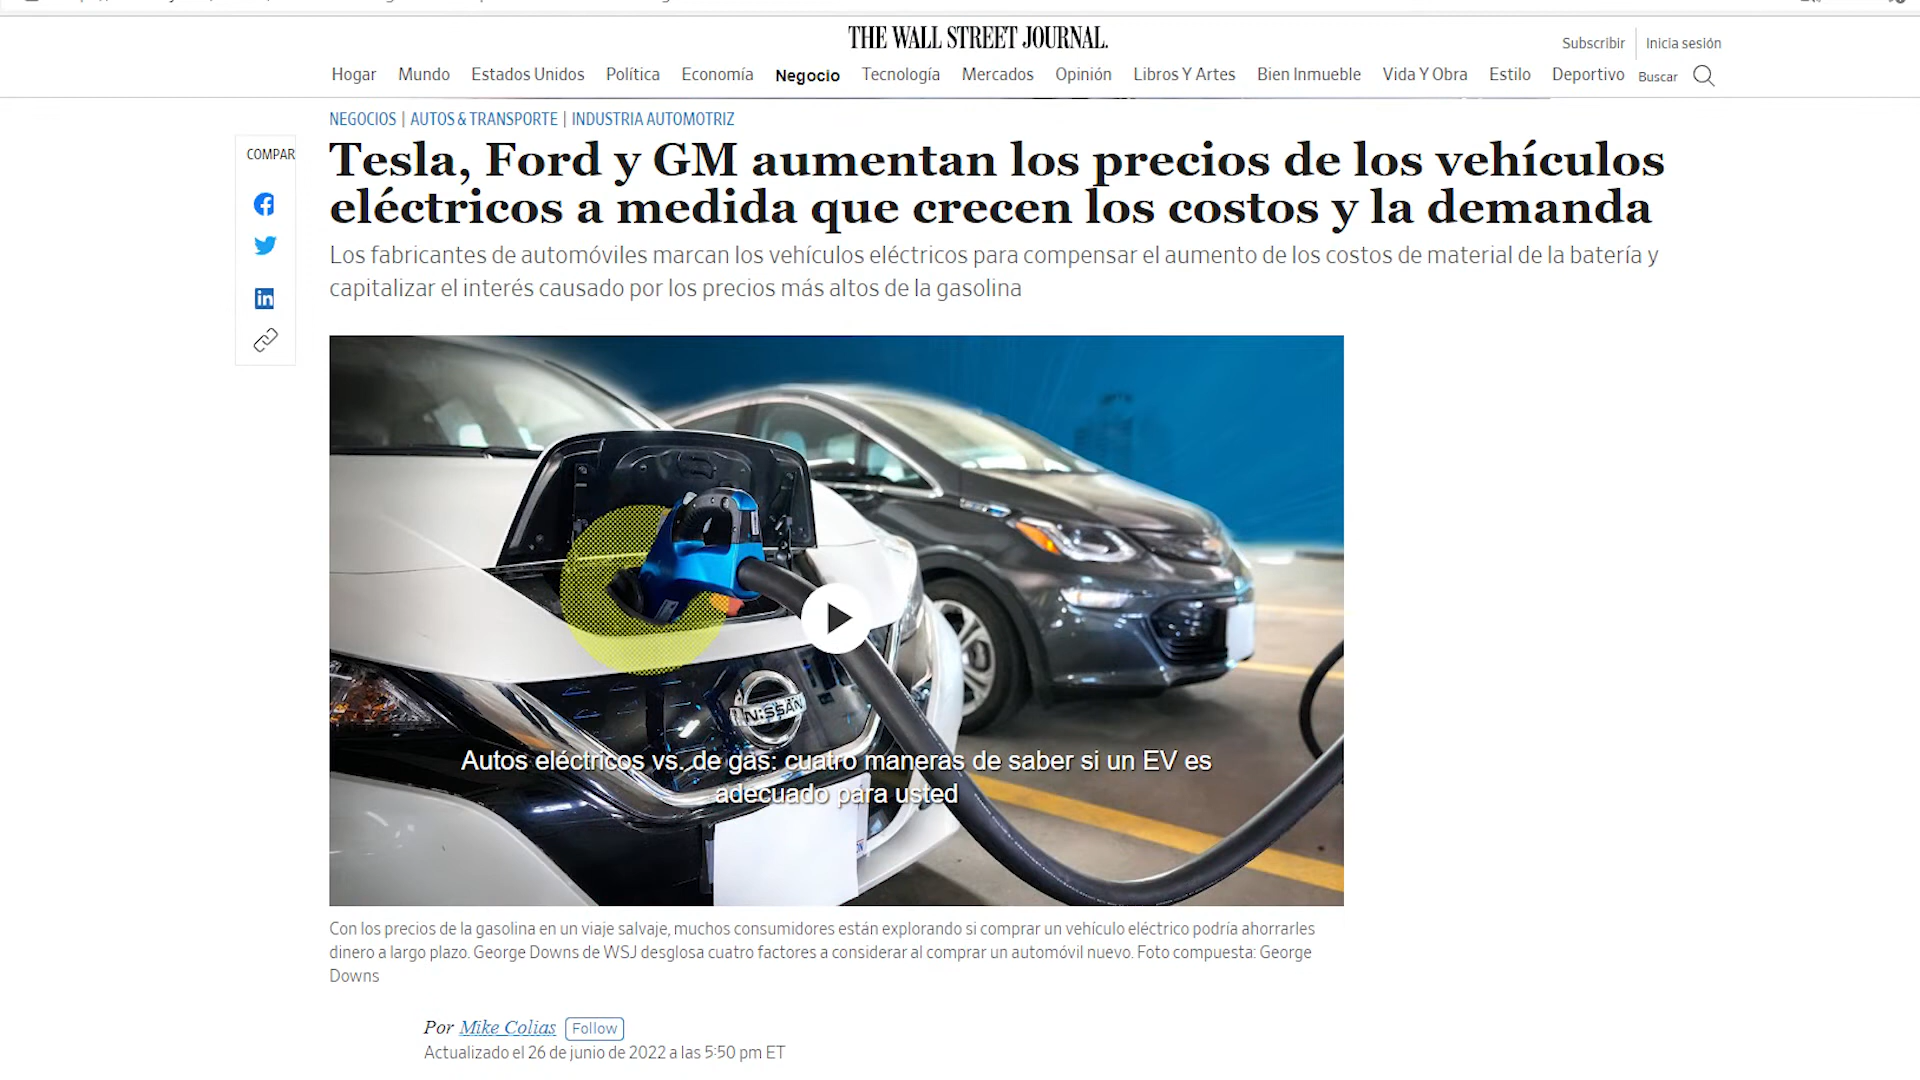 THE WALL STREET JOURNAL.
Subscribir
Inicia sesión
Hogar Mundo Estados Unidos Política Economía Negocio Tecnología Mercados Opinión Libros Y Artes Bien Inmueble Vida Y Obra Estilo Deportivo Buscar
NEGOCIOS | AUTOS & TRANSPORTE | INDUSTRIA AUTOMOTRIZ
COMPAR
Tesla, Ford y GM aumentan los precios de los vehículos
eléctricos a medida que crecen los costos y la demanda
Los fabricantes de automóviles marcan los vehículos eléctricos para compensar el aumento de los costos de material de la batería y
capitalizar el interés causado por los precios más altos de la gasolina
NISSAN
Autos eléctricos vs. de gas: cuatro maneras de saber si un EV es
adecuado para usted
Con los precios de la gasolina en un viaje salvaje, muchos consumidores están explorando si comprar un vehículo eléctrico podría ahorrarles
dinero a largo plazo. George Downs de WSJ desglosa cuatro factores a considerar al comprar un automóvil nuevo. Foto compuesta: George
Downs
Por Mike Colias Follow
Actualizado el 26 de junio de 2022 a las 5:50 pm ET